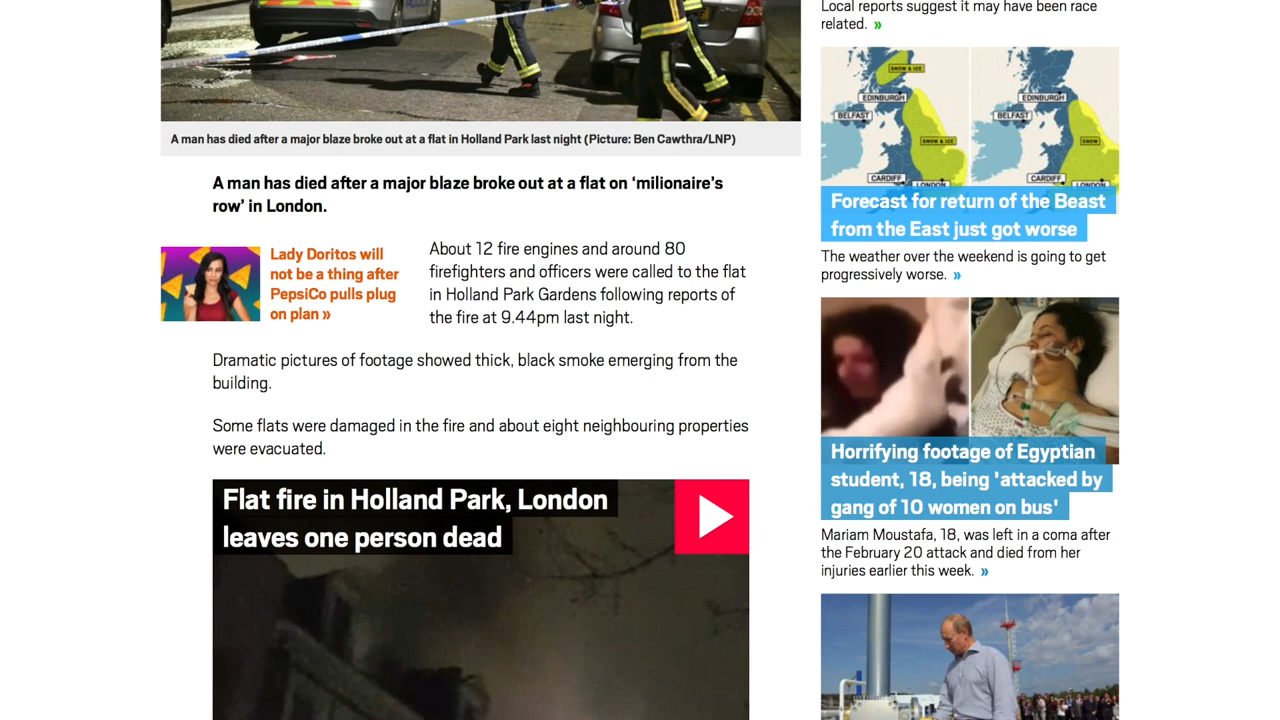 A man has died after a major blaze broke out at a flat in Holland Park last night (Picture: Ben Cawthra/LNP)
A man has died after a major blaze broke out at a flat on ‘milionaire’s
row’ in London.
Lady Doritos will
not be a thing after
PepsiCo pulls plug
on plan »
About 12 fire engines and around 80
firefighters and officers were called to the flat
in Holland Park Gardens following reports of
the fire at 9.44pm last night.
Dramatic pictures of footage showed thick, black smoke emerging from the
building.
Some flats were damaged in the fire and about eight neighbouring properties
were evacuated.
Flat fire in Holland Park, London
leaves one person dead
Local reports suggest it may have been race
related. »
SNOW & ICE
EDINBURGH
BELFAST
SNOW & ICE
CARDIFF
LONDON
EDINBURGH
BELFAST
SNOW
CARDIFF
LONDON
Forecast for return of the Beast
from the East just got worse
The weather over the weekend is going to get
progressively worse. »
Horrifying footage of Egyptian
student, 18, being 'attacked by
gang of 10 women on bus'
Mariam Moustafa, 18, was left in a coma after
the February 20 attack and died from her
injuries earlier this week. »